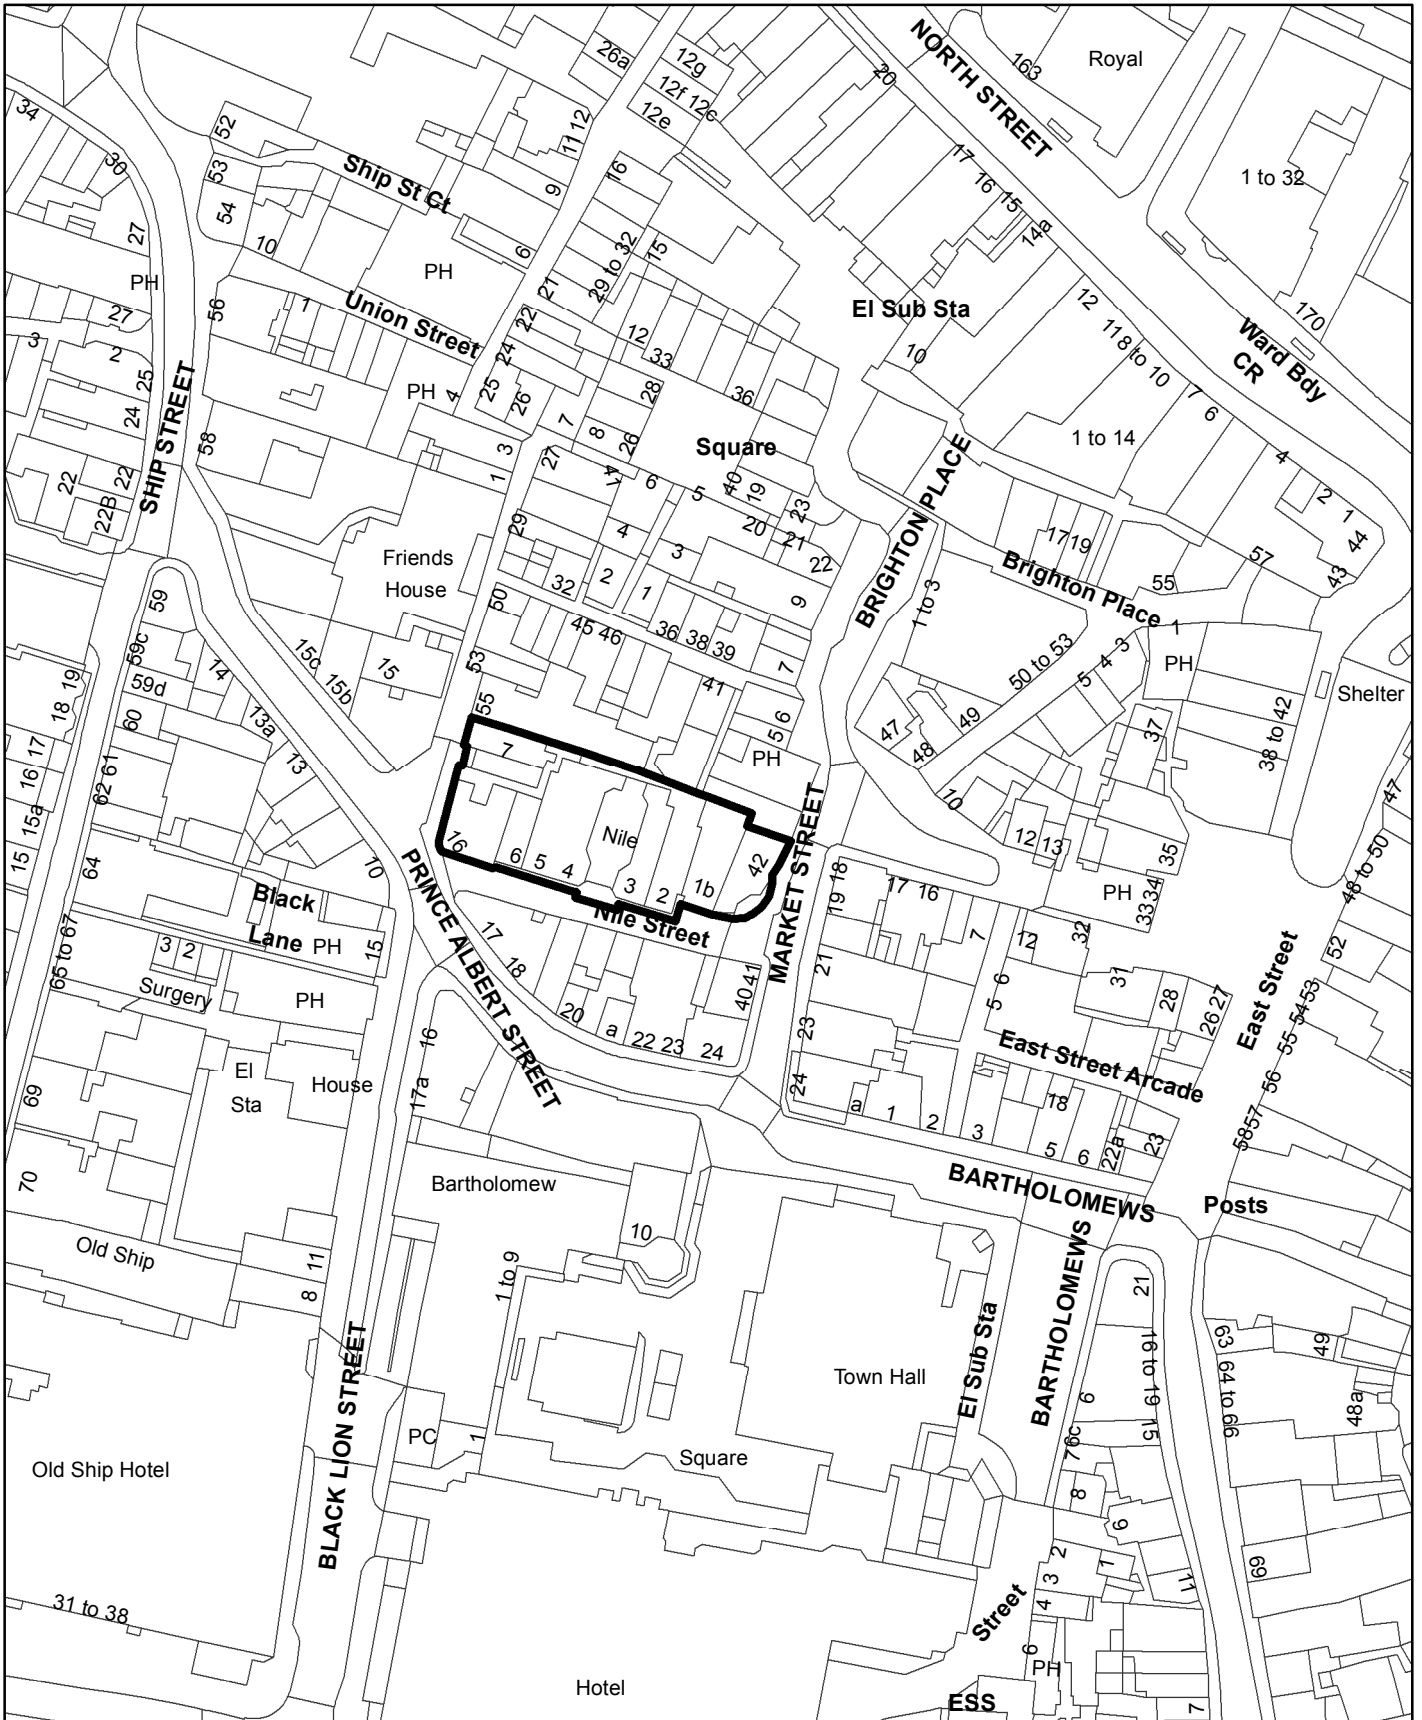 NORTH STREET
163
Royal
26a
12g
12f 12c
12e
20
34
52
11 12
17
16
15
14a
1 to 32
30
53
Ship St Ct
9
16
54
27
10
6
29 to 32
15
PH
PH
21
El Sub Sta
12
170
56
1
Union Street
22
27
12
33
118 to 10
Ward Bdy
CR
3
2
24
10
25
PH
4
25
26
28
36
7
6
SHIP STREET
24
7
8
26
Square
1 to 14
4
58
3
27
47
6
5
40
19
23
BRIGHTON PLACE
2
1
44
22
22
22B
1
29
4
20
21
22
17 19
57
43
Friends
House
3
32
2
1
9
1 to 3
Brighton Place
55
59
50
45 46
36 38 39
1
59c
15c
15b
15
53
7
50 to 53
5 4 3
PH
14
59d
41
Shelter
18 19
60
13a
55
5 6
47
48
49
37
38 to 42
17
16
15a
61
62
13
7
PH
10
47
15
64
10
16
6 5 4
Nile
3 2 1b
42
MARKET STREET
19 18
17 16
12 13
35
48 to 50
Black
Lane
PH
15
PRINCE ALBERT STREET
Nile Street
PH
33 34
65 to 67
3 2
17
18
40 41
21
7
12
32
52
Surgery
PH
20
a
22 23
24
23
5 6
31
28
26 27
East Street
55 54 53
16
17a
El
Sta
House
24
a
1
2
3
East Street Arcade
18
56
69
5 6
22a
23
58 57
70
Bartholomew
BARTHOLOMEWS
Posts
10
Old Ship
11
8
1 to 9
BARTHOLOMEWS
21
El Sub Sta
63
64 to 66
49
16 to 19
15
48a
BLACK LION STREET
Town Hall
6
PC
1
Square
7 6c
Old Ship Hotel
8
9
69
2
3
1
11
4
Street
31 to 38
6
PH
Hotel
ESS
7